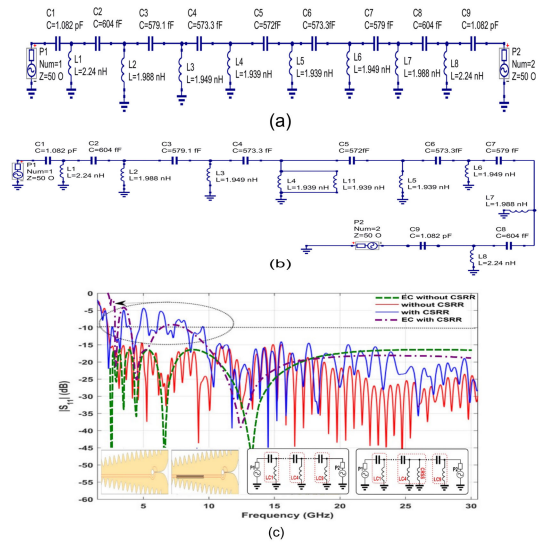 C1
C=1.082 pF
C2
C=604 fF
C3
C=579.1 fF
C4
C=573.3 fF
C5
C=572fF
C6
C=573.3fF
C7
C=579 fF
C8
C=604 fF
C9
C=1.082 pF
P1
Num=1
Z=50 O
L1
L=2.24 nH
L2
L=1.988 nH
L3
L=1.949 nH
L4
L=1.939 nH
L5
L=1.939 nH
L6
L=1.949 nH
L7
L=1.988 nH
L8
L=2.24 nH
P2
Num=2
Z=50 O
(a)
C1
C=1.082 pF
C2
C=604 fF
C3
C=579.1 fF
C4
C=573.3 fF
C5
C=572fF
C6
C=573.3fF
C7
C=579 fF
P1
Num=1
Z=50 O
L1
L=2.24 nH
L2
L=1.988 nH
L3
L=1.949 nH
L4
L=1.939 nH
L11
L=1.939 nH
L5
L=1.939 nH
L6
L=1.949 nH
L7
L=1.988 nH
P2
Num=2
Z=50 O
C9
C=1.082 pF
C8
C=604 fF
L8
L=2.24 nH
(b)
EC without CSRR
without CSRR
with CSRR
EC with CSRR
|S11| (dB)
0
-5
-10
-15
-20
-25
-30
-35
-40
-45
-50
-55
-60
5
10
15
20
25
30
Frequency (GHz)
P1
P2
P1
P2
(c)